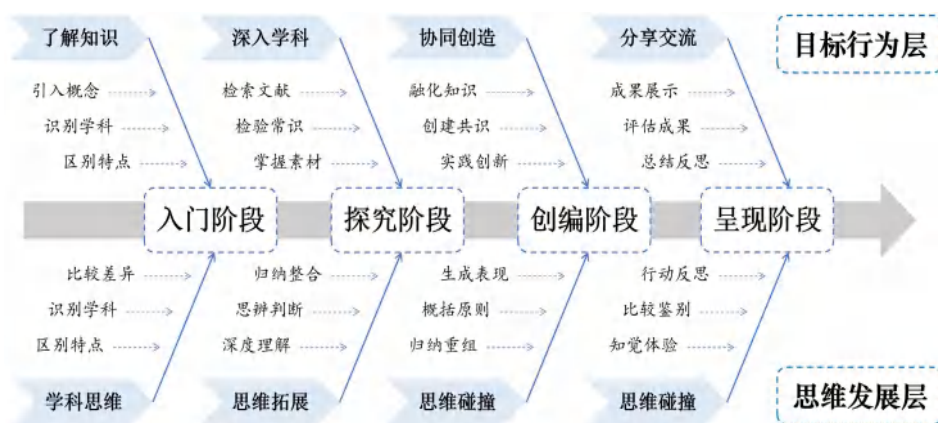 了解知识 深入学科 协同创造 分享交流 目标行为层
引入概念 检索文献 融化知识 成果展示
识别学科 检验常识 创建共识 评估成果
区别特点 掌握素材 实践创新 总结反思
入门阶段 探究阶段 创编阶段 呈现阶段
比较差异 归纳整合 生成表现 行动反思
识别学科 思辨判断 概括原则 比较鉴别
区别特点 深度理解 归纳重组 知觉体验
学科思维 思维拓展 思维碰撞 思维碰撞 思维发展层